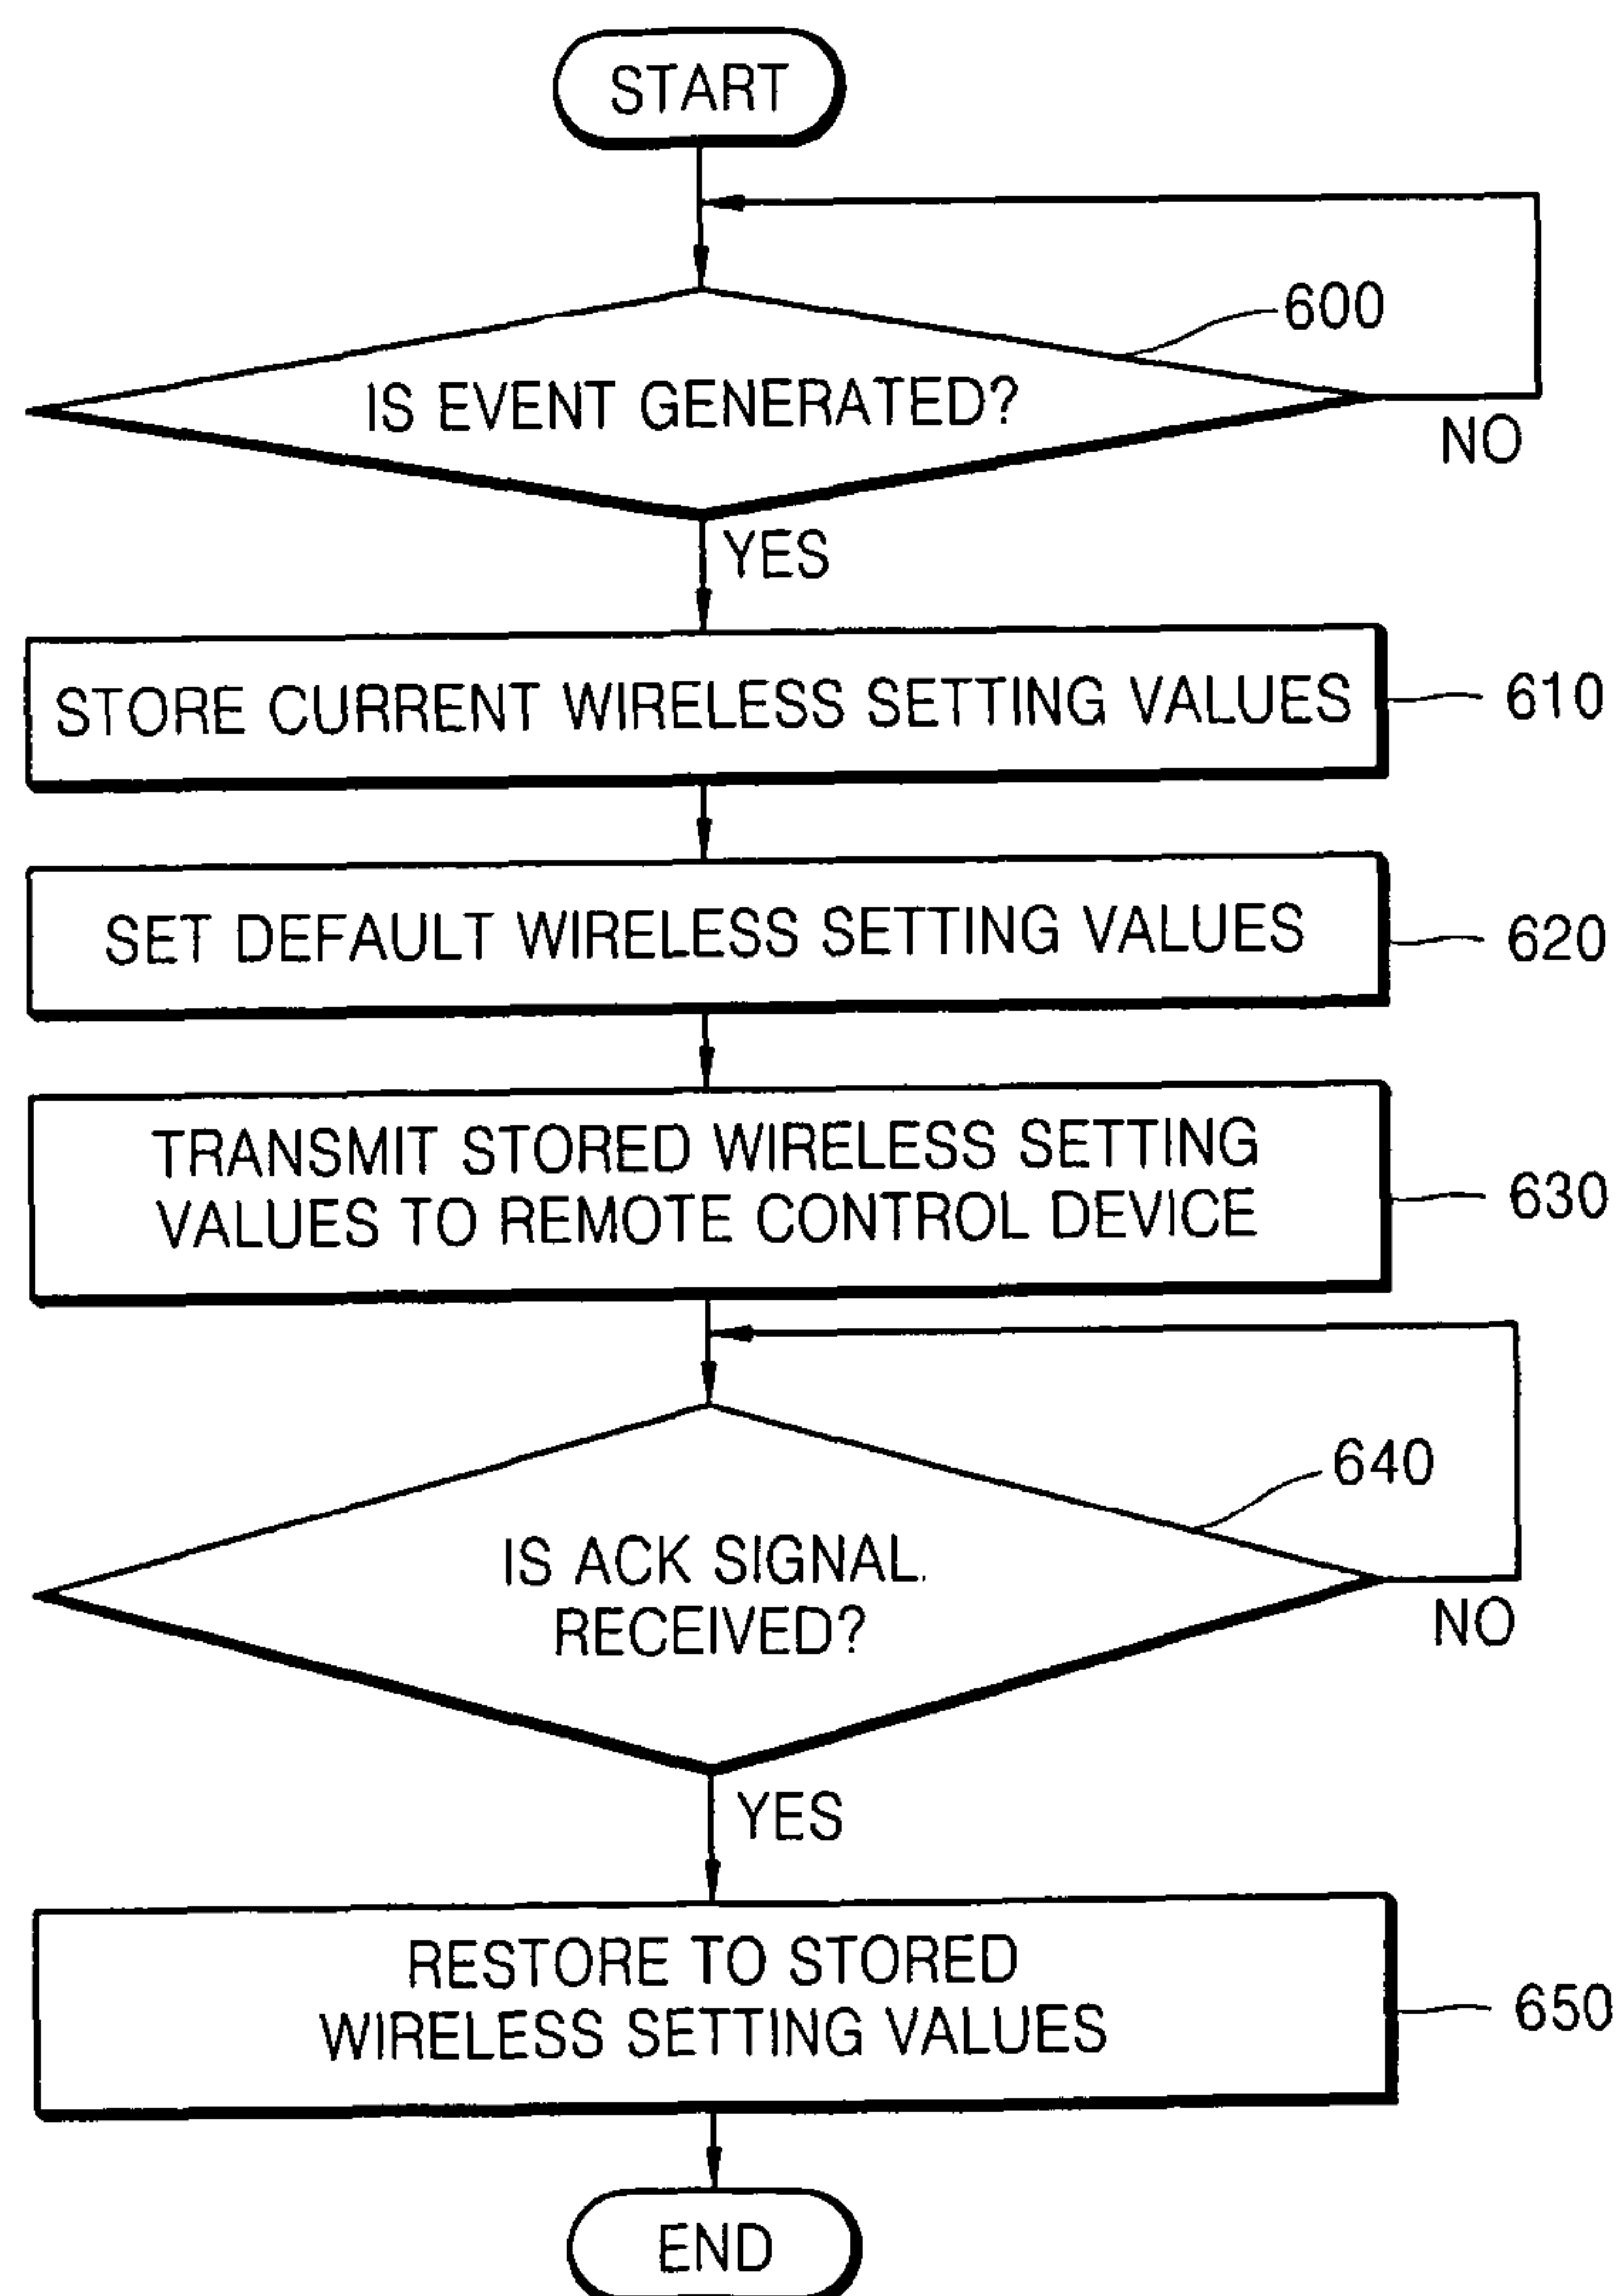 START
600
IS EVENT GENERATED?
NO
YES
STORE CURRENT WIRELESS SETTING VALUES
610
SET DEFAULT WIRELESS SETTING VALUES
620
TRANSMIT STORED WIRELESS SETTING
VALUES TO REMOTE CONTROL DEVICE
630
640
IS ACK SIGNAL.
RECEIVED?
NO
YES
RESTORE TO STORED
WIRELESS SETTING VALUES
650
END